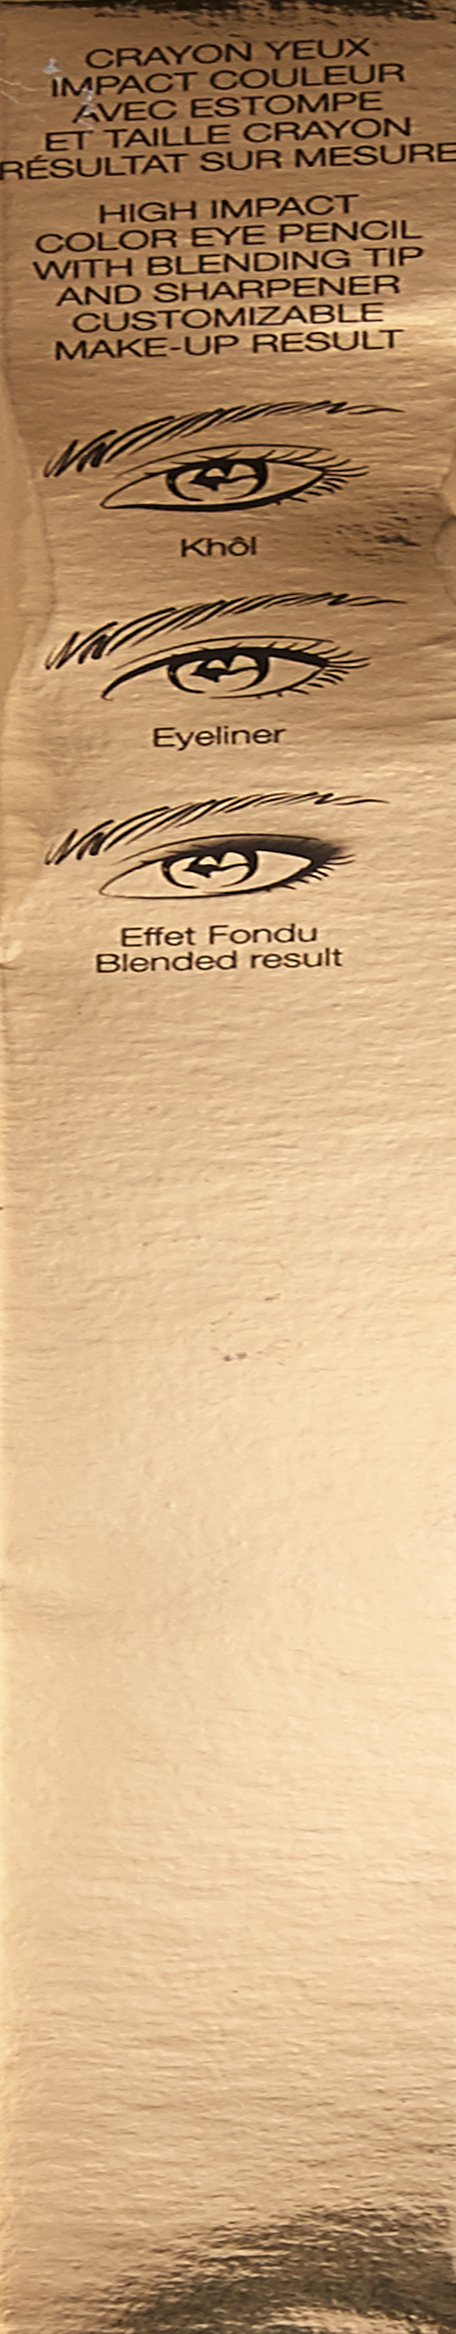 CRAYON YEUX
IMPACT COULEUR
AVEC ESTOMPE
ET TAILLE CRAYON
RÉSULTAT SUR MESURE
HIGH IMPACT
COLOR EYE PENCIL
WITH BLENDING TIP
AND SHARPENER
CUSTOMIZABLE
MAKE-UP RESULT
Khôl
Eyeliner
Effet Fondu
Blended result